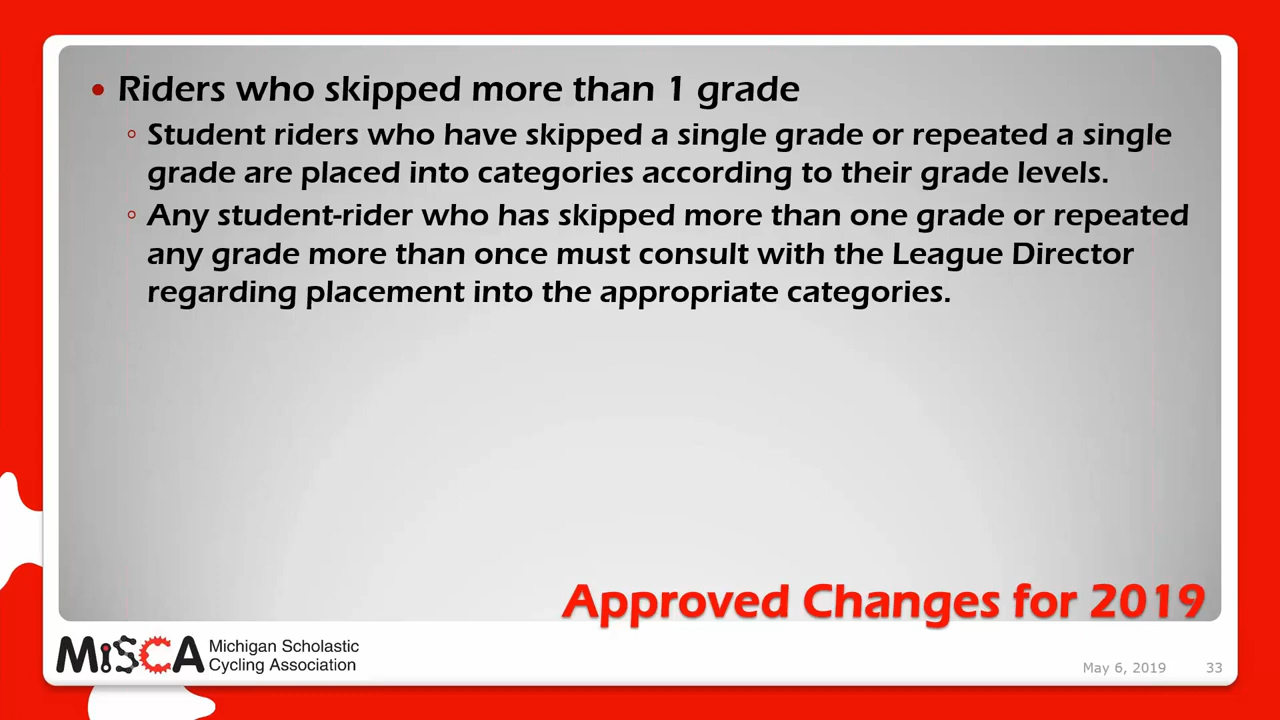 • Riders who skipped more than 1 grade
◦ Student riders who have skipped a single grade or repeated a single
grade are placed into categories according to their grade levels.
◦ Any student-rider who has skipped more than one grade or repeated
any grade more than once must consult with the League Director
regarding placement into the appropriate categories.
Approved Changes for 2019
MiSCA
Michigan Scholastic
Cycling Association
May 6, 2019 33